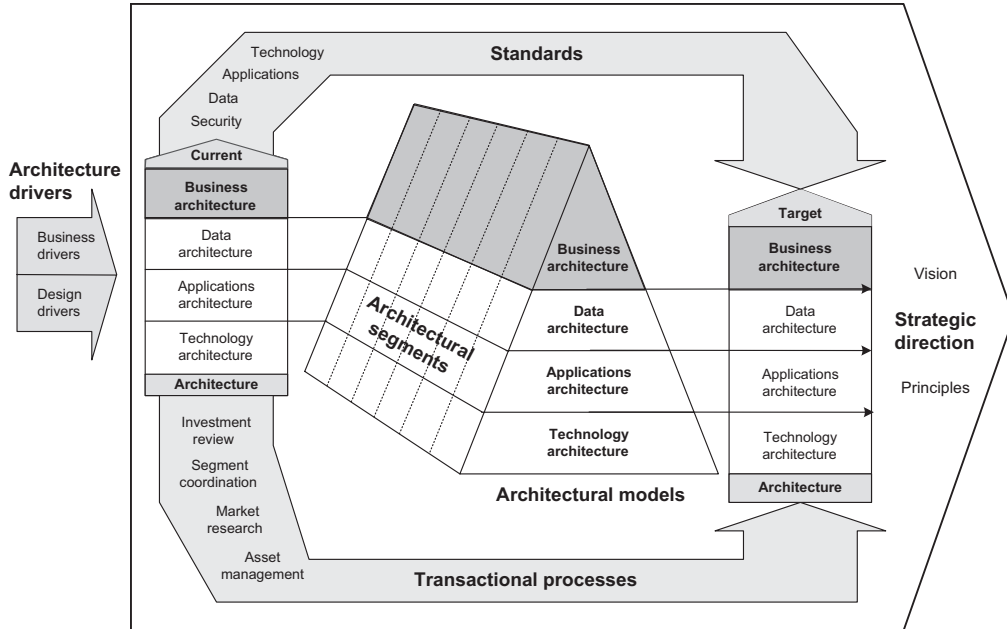 Technology
Applications
Data
Security
Standards
Architecture
drivers
Business
drivers
Design
drivers
Current
Business
architecture
Data
architecture
Applications
architecture
Technology
architecture
Architecture
Investment
review
Segment
coordination
Market
research
Asset
management
Transactional processes
Architectural
segments
Business
architecture
Data
architecture
Applications
architecture
Technology
architecture
Architectural models
Target
Business
architecture
Data
architecture
Applications
architecture
Technology
architecture
Architecture
Vision
Strategic
direction
Principles